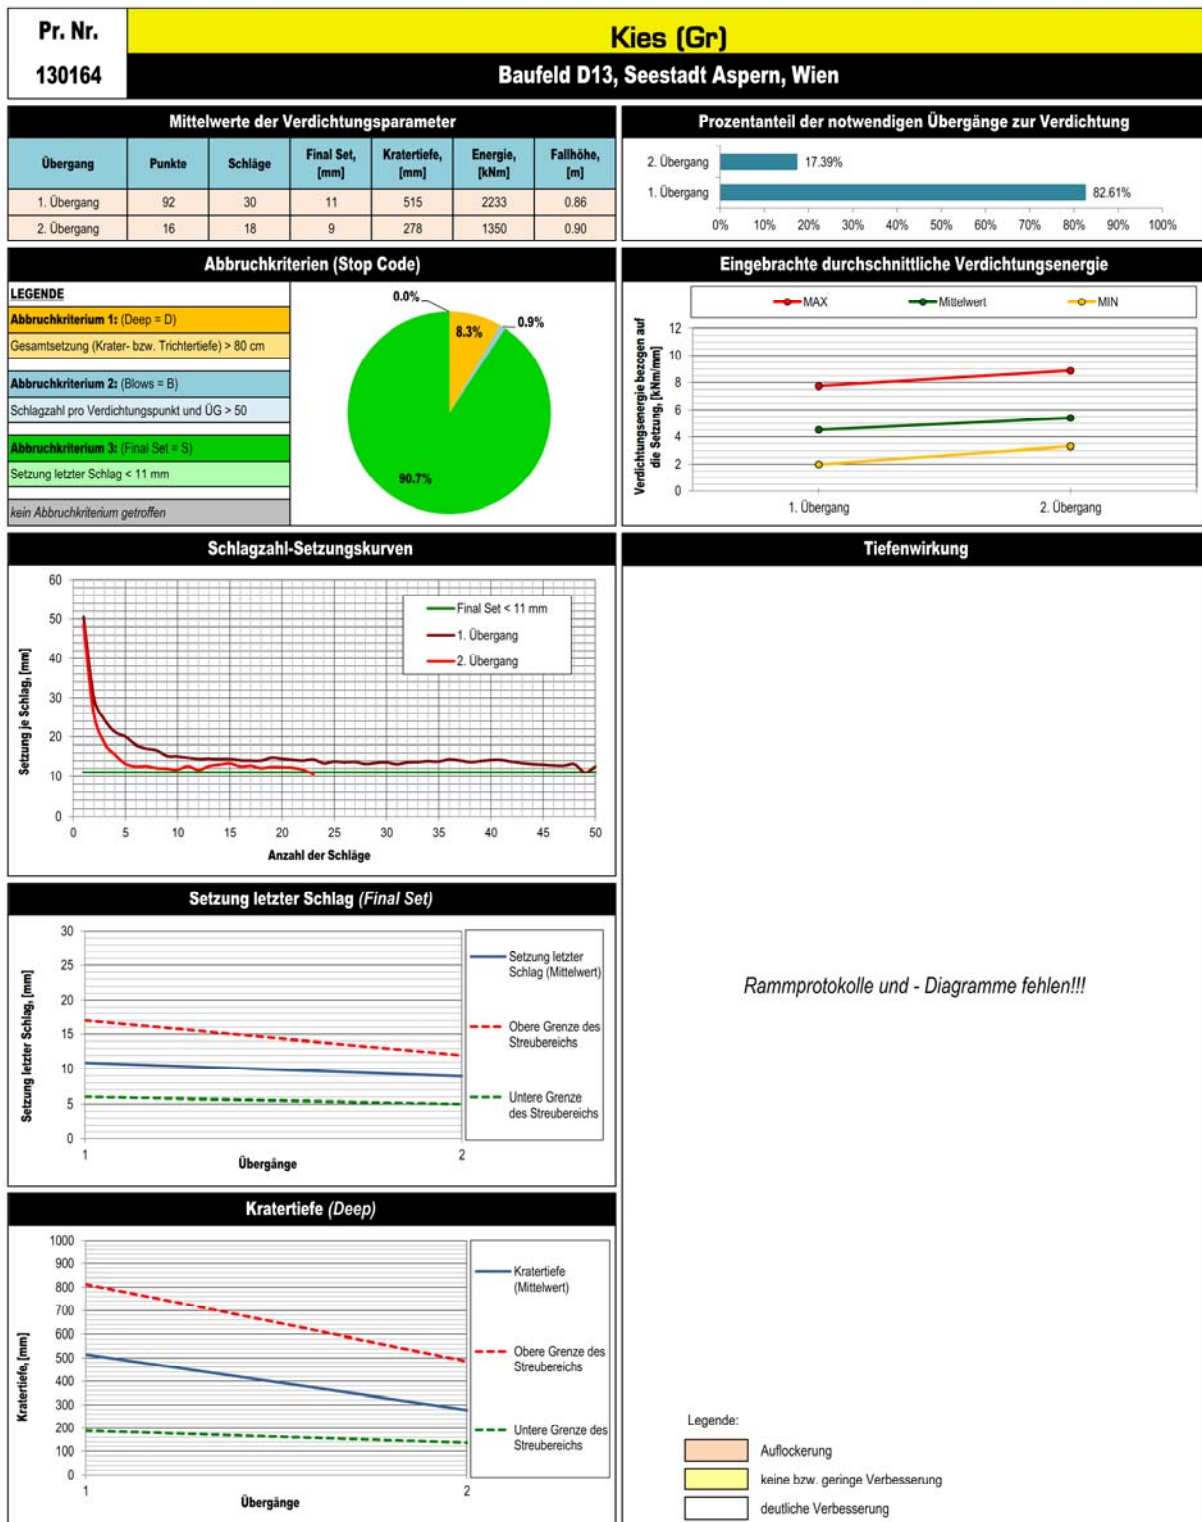 Pr. Nr.
130164
Kies (Gr)
Baufeld D13, Seestadt Aspern, Wien
Mittelwerte der Verdichtungsparameter
Übergang Punkte Schläge Final Set, [mm] Kratertiefe, [mm] Energie, [kNm] Fallhöhe, [m]
1. Übergang 92 30 11 515 2233 0.86
2. Übergang 16 18 9 278 1350 0.90
Prozentanteil der notwendigen Übergänge zur Verdichtung
2. Übergang 17.39%
1. Übergang 82.61%
0% 10% 20% 30% 40% 50% 60% 70% 80% 90% 100%
Abbruchkriterien (Stop Code)
LEGENDE
Abbruchkriterium 1: (Deep = D)
Gesamtsetzung (Krater- bzw. Trichtertiefe) > 80 cm
Abbruchkriterium 2: (Blows = B)
Schlagzahl pro Verdichtungspunkt und ÜG > 50
Abbruchkriterium 3: (Final Set = S)
Setzung letzter Schlag < 11 mm
kein Abbruchkriterium getroffen
0.0%
8.3%
0.9%
90.7%
Eingebrachte durchschnittliche Verdichtungsenergie
MAX Mittelwert MIN
Verdichtungsenergie bezogen auf
die Setzung, [kNm/mm]
12
10
8
6
4
2
0
1. Übergang 2. Übergang
Schlagzahl-Setzungskurven
Setzung je Schlag, [mm]
60
50
40
30
20
10
0
Final Set < 11 mm
1. Übergang
2. Übergang
0 5 10 15 20 25 30 35 40 45 50
Anzahl der Schläge
Setzung letzter Schlag (Final Set)
Setzung letzter Schlag, [mm]
30
25
20
15
10
5
0
Setzung letzter
Schlag (Mittelwert)
Obere Grenze des
Streubereichs
Untere Grenze
des Streubereichs
1 2
Übergänge
Kratertiefe (Deep)
Kratertiefe, [mm]
1000
900
800
700
600
500
400
300
200
100
0
Kratertiefe
(Mittelwert)
Obere Grenze des
Streubereichs
Untere Grenze des
Streubereichs
1 2
Übergänge
Tiefenwirkung
Rammprotokolle und - Diagramme fehlen!!!
Legende:
Auflockerung
keine bzw. geringe Verbesserung
deutliche Verbesserung